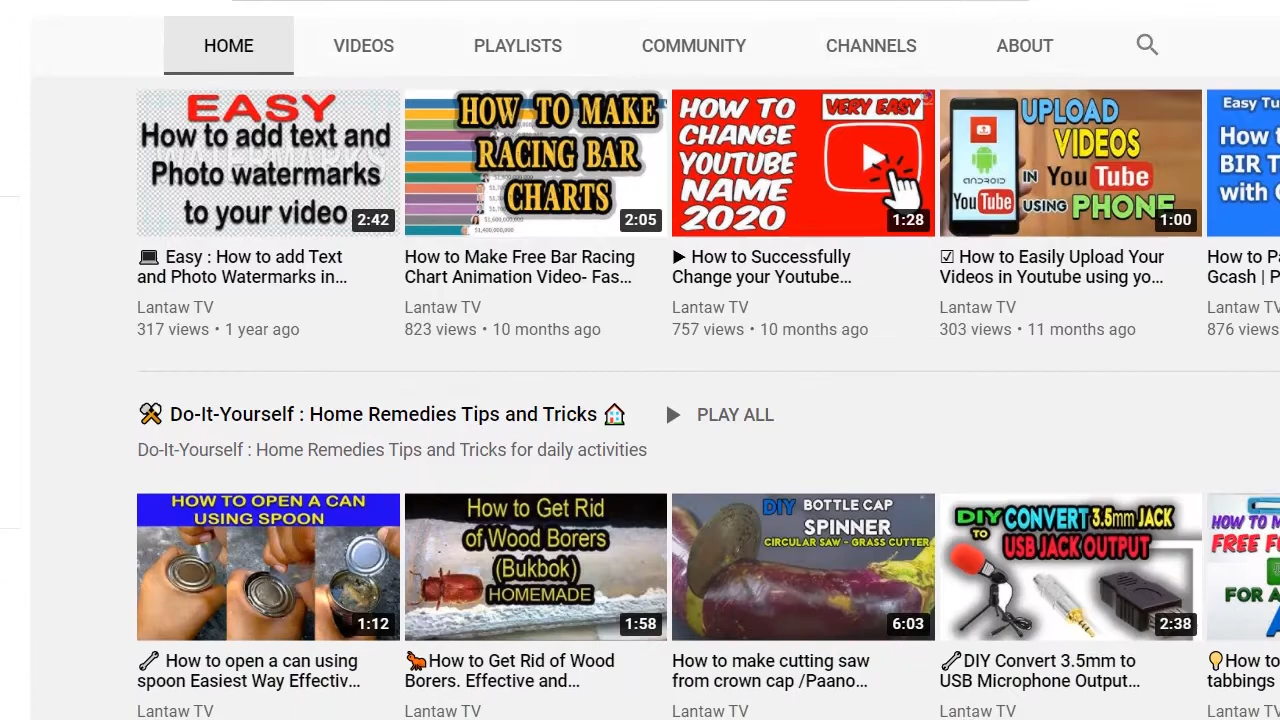 HOME VIDEOS PLAYLISTS COMMUNITY CHANNELS ABOUT
EASY
How to add text and
Photo watermarks
to your video
2:42
HOW TO MAKE
RACING BAR
CHARTS
2:05
HOW TO
CHANGE
YOUTUBE
NAME
2020
VERY EASY
1:28
UPLOAD
VIDEOS
IN YouTube
USING PHONE
ANDROID
YouTube
1:00
Easy
How
BIR
with
💻 Easy : How to add Text
and Photo Watermarks in...
Lantaw TV
317 views • 1 year ago
How to Make Free Bar Racing
Chart Animation Video- Fas...
Lantaw TV
823 views • 10 months ago
▶ How to Successfully
Change your Youtube...
Lantaw TV
757 views • 10 months ago
☑ How to Easily Upload Your
Videos in Youtube using yo...
Lantaw TV
303 views • 11 months ago
How to
Gcash |
Lantaw
876 views
⚒ Do-It-Yourself : Home Remedies Tips and Tricks 🏠 ▶ PLAY ALL
Do-It-Yourself : Home Remedies Tips and Tricks for daily activities
HOW TO OPEN A CAN
USING SPOON
1:12
How to Get Rid
of Wood Borers
(Bukbok)
HOMEMADE
1:58
DIY BOTTLE CAP
SPINNER
CIRCULAR SAW - GRASS CUTTER
6:03
DIY CONVERT 3.5mm JACK
TO USB JACK OUTPUT
2:38
HOW TO
FREE
FOR
🔧 How to open a can using
spoon Easiest Way Effectiv...
Lantaw TV
🐜How to Get Rid of Wood
Borers. Effective and...
Lantaw TV
How to make cutting saw
from crown cap /Paano...
Lantaw TV
🔧DIY Convert 3.5mm to
USB Microphone Output...
Lantaw TV
💡How to
tabbings
Lantaw